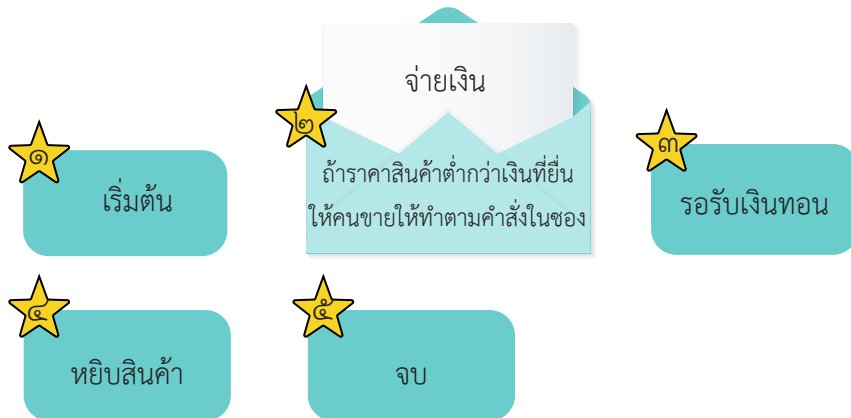 ๑
เริ่มต้น
๒
จ่ายเงิน
ถ้าราคาสินค้าต่ำกว่าเงินที่ยื่น
ให้คนขายให้ทำตามคำสั่งในซอง
๓
รอรับเงินทอน
๔
หยิบสินค้า
๕
จบ